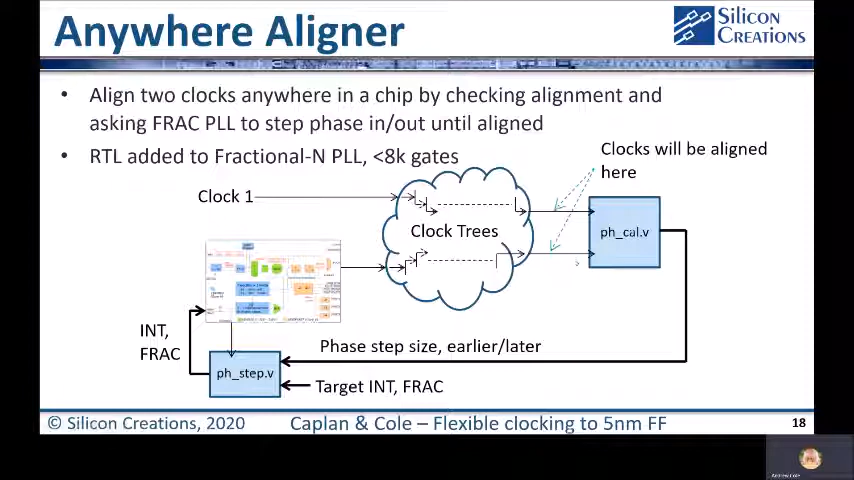 Anywhere Aligner
Silicon
Creations
• Align two clocks anywhere in a chip by checking alignment and
asking FRAC PLL to step phase in/out until aligned
• RTL added to Fractional-N PLL, <8k gates
Clocks will be aligned
here
Clock 1
Clock Trees
ph_cal.v
INT,
FRAC
Phase step size, earlier/later
ph_step.v
Target INT, FRAC
© Silicon Creations, 2020
Caplan & Cole – Flexible clocking to 5nm FF
18
Andrew Cole